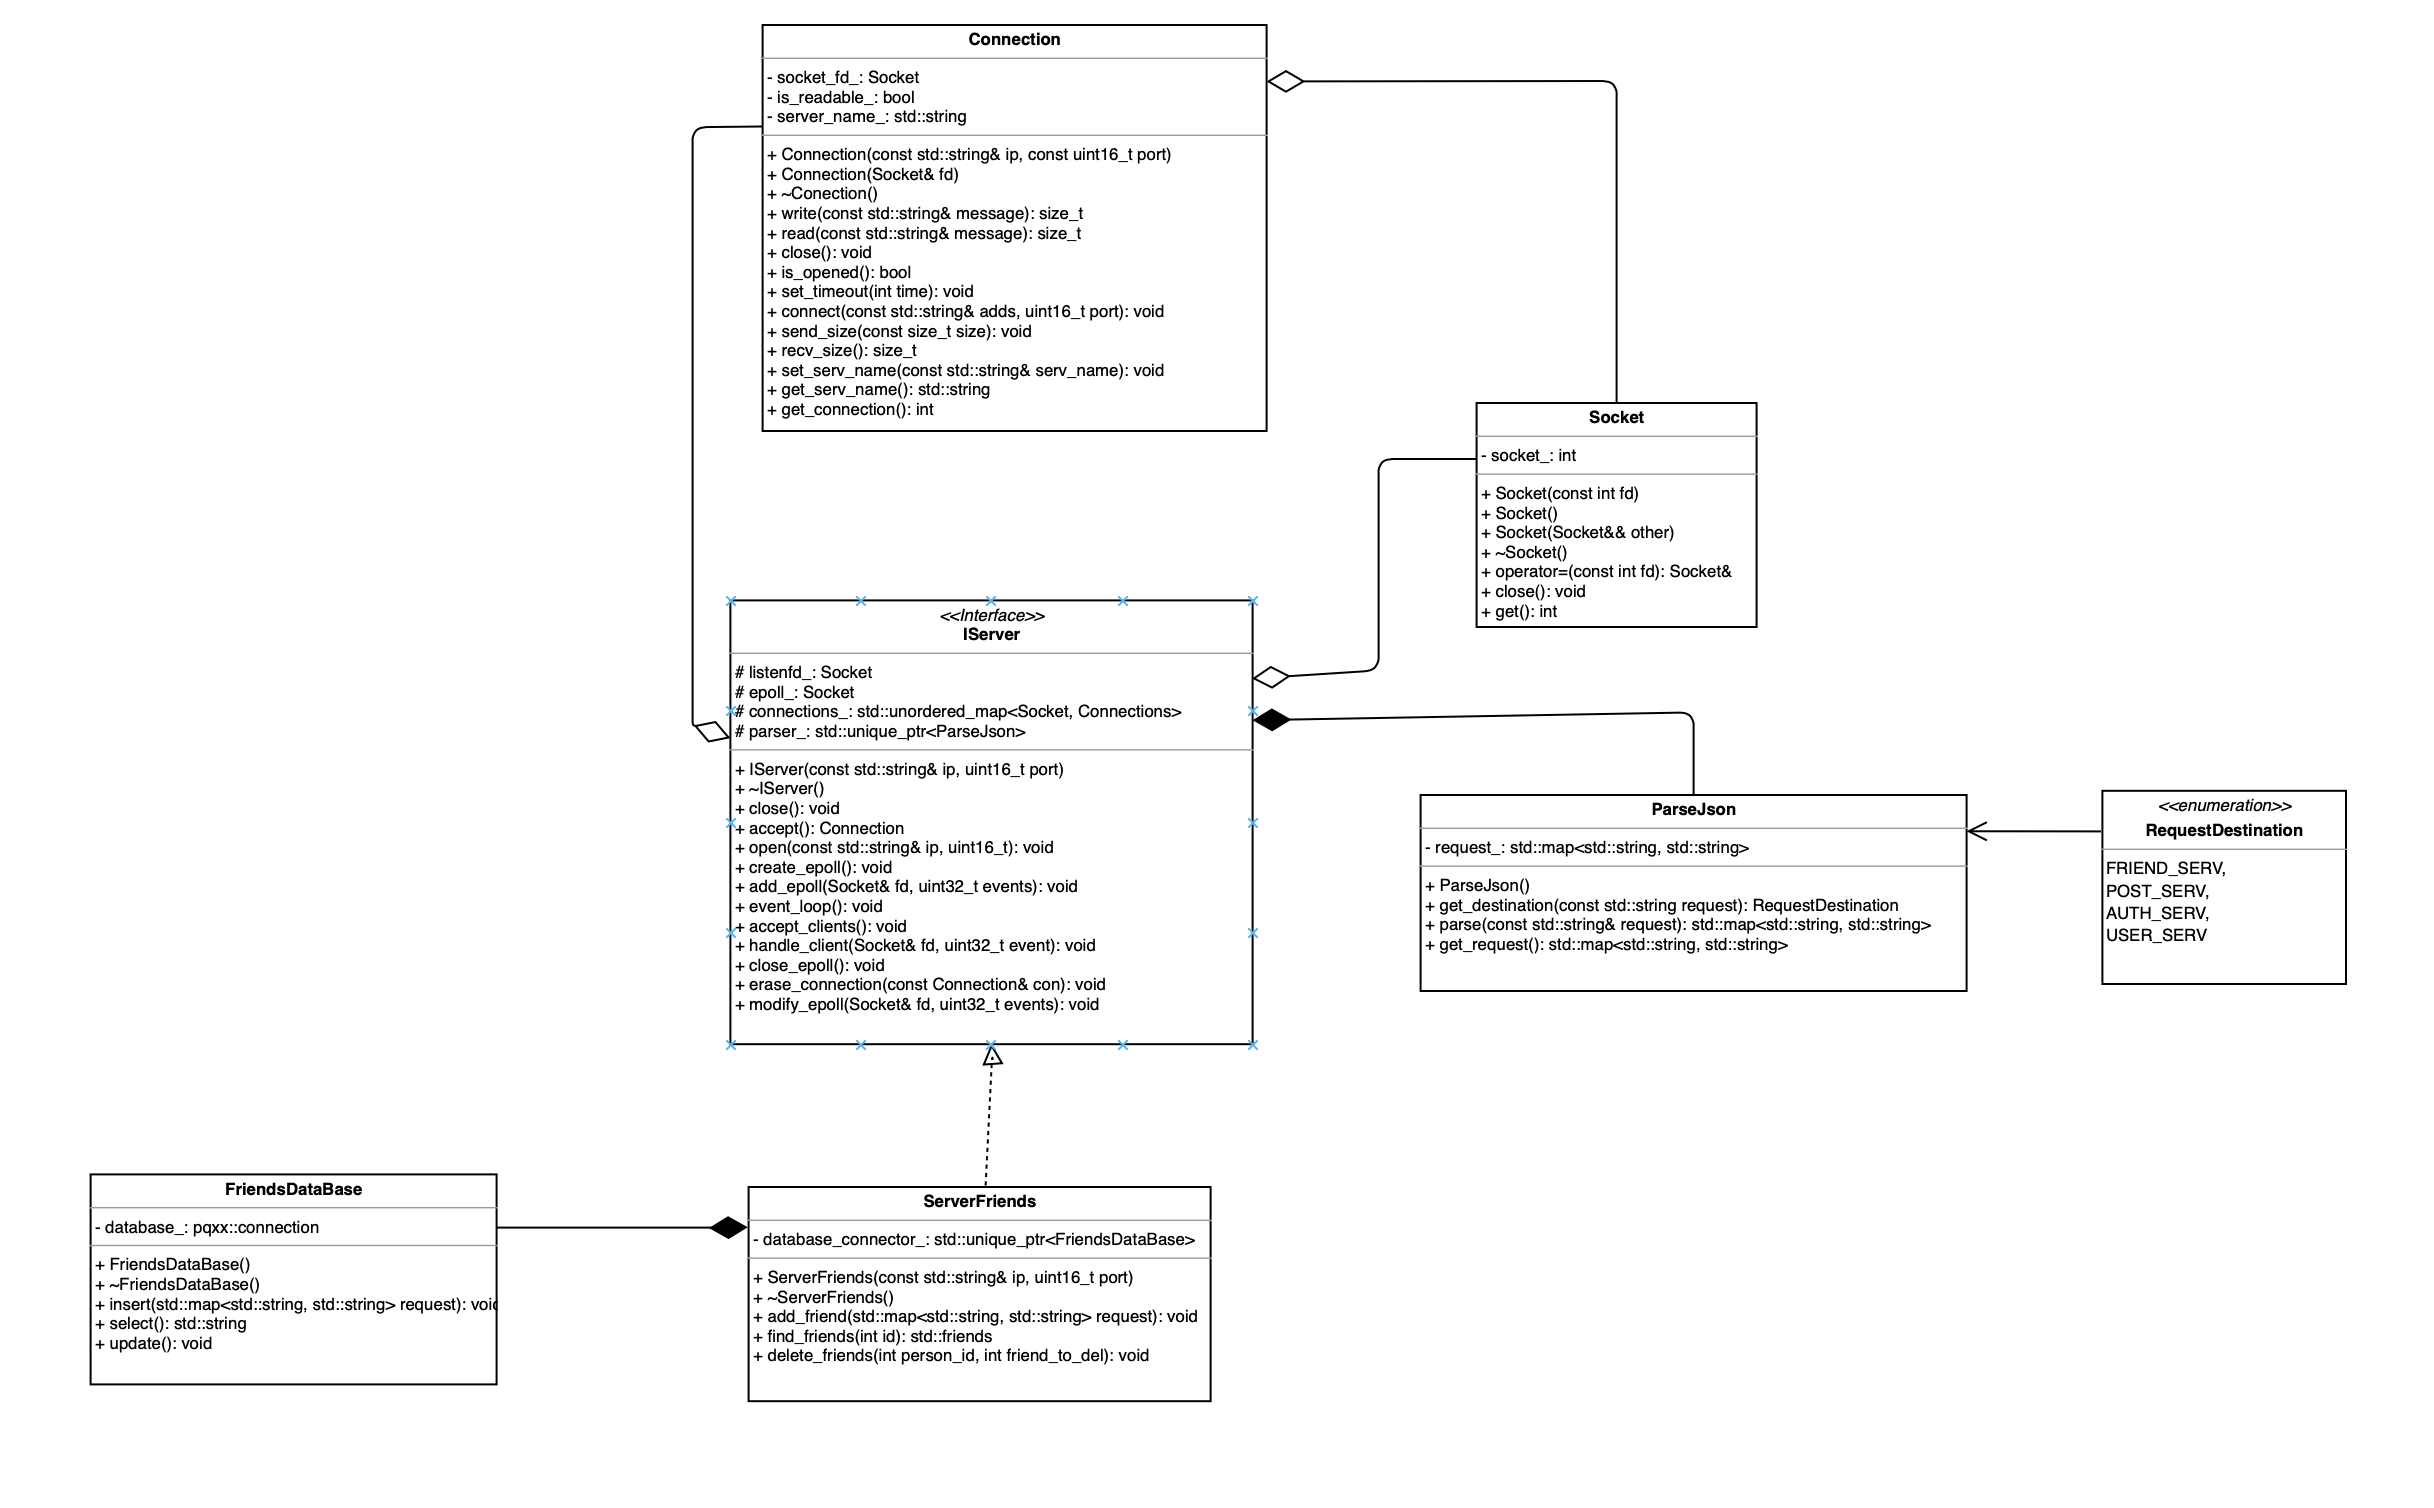 Connection
- socket_fd_: Socket
- is_readable_: bool
- server_name_: std::string
+ Connection(const std::string& ip, const uint16_t port)
+ Connection(Socket& fd)
+ ~Conection()
+ write(const std::string& message): size_t
+ read(const std::string& message): size_t
+ close(): void
+ is_opened(): bool
+ set_timeout(int time): void
+ connect(const std::string& adds, uint16_t port): void
+ send_size(const size_t size): void
+ recv_size(): size_t
+ set_serv_name(const std::string& serv_name): void
+ get_serv_name(): std::string
+ get_connection(): int
Socket
- socket_: int
+ Socket(const int fd)
+ Socket()
+ Socket(Socket&& other)
+ ~Socket()
+ operator=(const int fd): Socket&
+ close(): void
+ get(): int
<<Interface>>
IServer
# listenfd_: Socket
# epoll_: Socket
# connections_: std::unordered_map<Socket, Connections>
# parser_: std::unique_ptr<ParseJson>
+ IServer(const std::string& ip, uint16_t port)
+ ~IServer()
+ close(): void
+ accept(): Connection
+ open(const std::string& ip, uint16_t): void
+ create_epoll(): void
+ add_epoll(Socket& fd, uint32_t events): void
+ event_loop(): void
+ accept_clients(): void
+ handle_client(Socket& fd, uint32_t event): void
+ close_epoll(): void
+ erase_connection(const Connection& con): void
+ modify_epoll(Socket& fd, uint32_t events): void
ParseJson
- request_: std::map<std::string, std::string>
+ ParseJson()
+ get_destination(const std::string request): RequestDestination
+ parse(const std::string& request): std::map<std::string, std::string>
+ get_request(): std::map<std::string, std::string>
<<enumeration>>
RequestDestination
FRIEND_SERV,
POST_SERV,
AUTH_SERV,
USER_SERV
FriendsDataBase
- database_: pqxx::connection
+ FriendsDataBase()
+ ~FriendsDataBase()
+ insert(std::map<std::string, std::string> request): void
+ select(): std::string
+ update(): void
ServerFriends
- database_connector_: std::unique_ptr<FriendsDataBase>
+ ServerFriends(const std::string& ip, uint16_t port)
+ ~ServerFriends()
+ add_friend(std::map<std::string, std::string> request): void
+ find_friends(int id): std::friends
+ delete_friends(int person_id, int friend_to_del): void